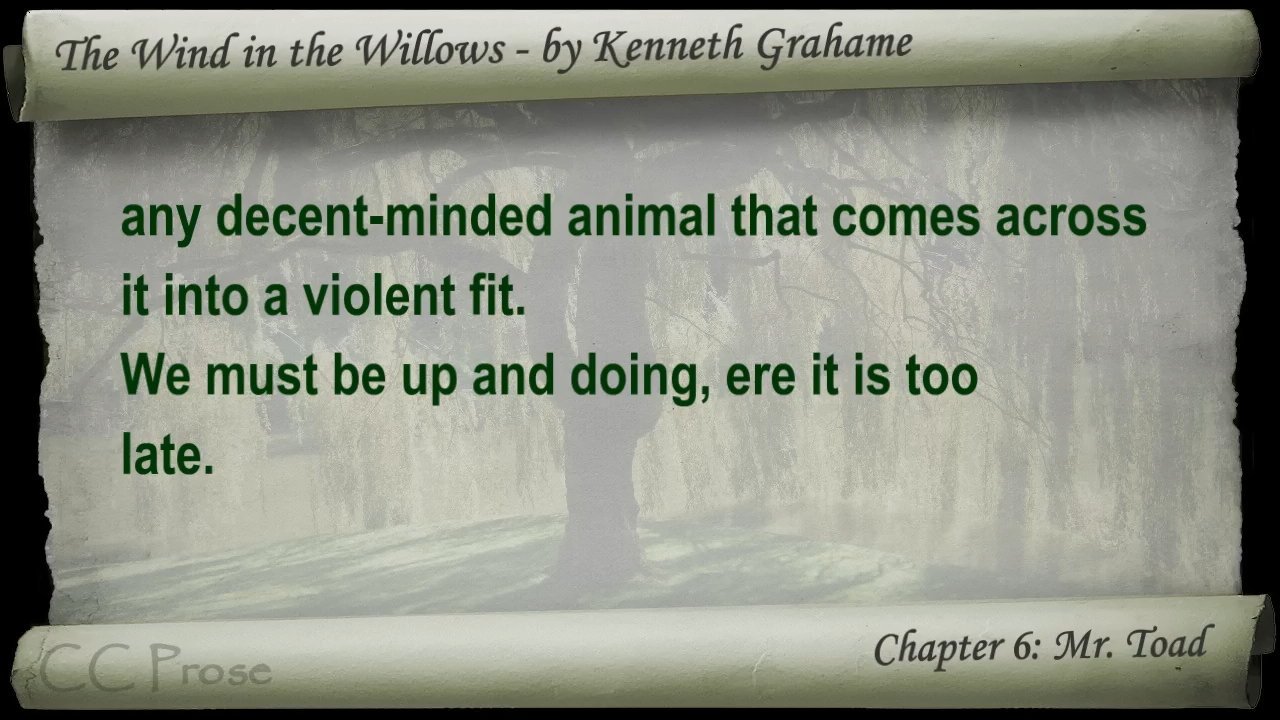 The Wind in the Willows - by Kenneth Grahame
any decent-minded animal that comes across
it into a violent fit.
We must be up and doing, ere it is too
late.
Chapter 6: Mr. Toad
CC Prose